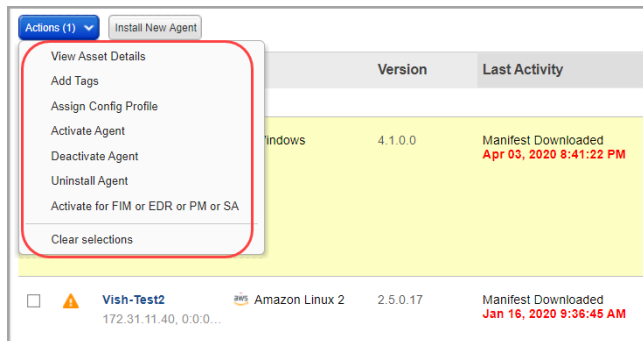 Actions (1)
Install New Agent
View Asset Details
Add Tags
Assign Config Profile
Activate Agent
Deactivate Agent
Uninstall Agent
Activate for FIM or EDR or PM or SA
Clear selections
Version
Last Activity
indows
4.1.0.0
Manifest Downloaded
Apr 03, 2020 8:41:22 PM
Vish-Test2
172.31.11.40, 0:0:0...
aws
Amazon Linux 2
2.5.0.17
Manifest Downloaded
Jan 16, 2020 9:36:45 AM